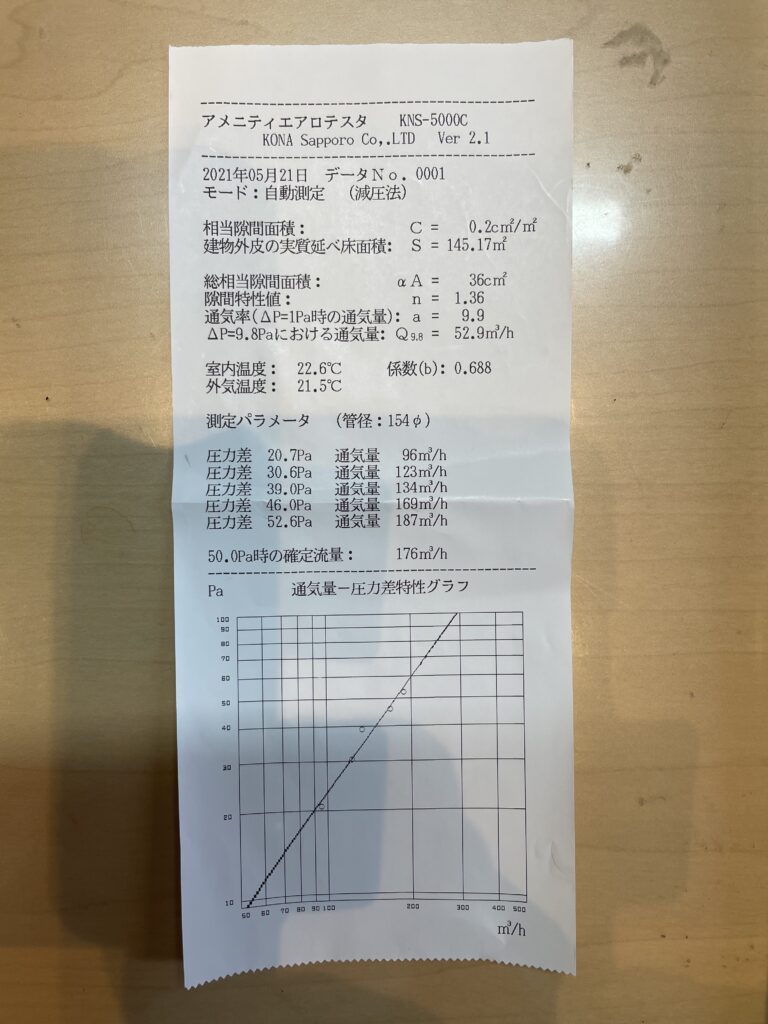 アメニティエアロテスタ KNS-5000C
KONA Sapporo Co,.LTD Ver 2.1
2021年05月21日 データNo. 0001
モード:自動測定 (減圧法)
相当隙間面積: C = 0.2c㎡/㎡
建物外皮の実質延べ床面積: S = 145.17㎡
総相当隙間面積: αA = 36c㎡
隙間特性値: n = 1.36
通気率(ΔP=1Pa時の通気量): a = 9.9
ΔP=9.8Paにおける通気量: Q9.8 = 52.9㎥/h
室内温度: 22.6℃ 係数(b): 0.688
外気温度: 21.5℃
測定パラメータ (管径:154φ)
圧力差 20.7Pa 通気量 96㎥/h
圧力差 30.6Pa 通気量 123㎥/h
圧力差 39.0Pa 通気量 134㎥/h
圧力差 46.0Pa 通気量 169㎥/h
圧力差 52.6Pa 通気量 187㎥/h
50.0Pa時の確定流量: 176㎥/h
Pa 通気量-圧力差特性グラフ
100
90
80
70
60
50
40
30
20
10
50 60 70 80 90 100 200 300 400 500
㎥/h